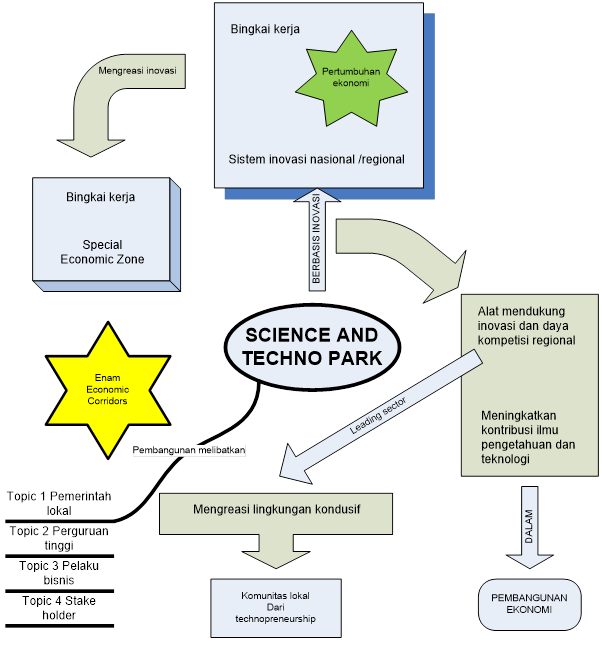 Bingkai kerja
Pertumbuhan
ekonomi
Sistem inovasi nasional /regional
Mengreasi inovasi
Bingkai kerja
Special
Economic Zone
BERBASIS INOVASI
SCIENCE AND
TECHNO PARK
Alat mendukung
inovasi dan daya
kompetisi regional
Meningkatkan
kontribusi ilmu
pengetahuan dan
teknologi
Enam
Economic
Corridors
Leading sector
Pembangunan melibatkan
Topic 1 Pemerintah
lokal
Topic 2 Perguruan
tinggi
Topic 3 Pelaku
bisnis
Topic 4 Stake
holder
Mengreasi lingkungan kondusif
Komunitas lokal
Dari
technopreneurship
DALAM
PEMBANGUNAN
EKONOMI